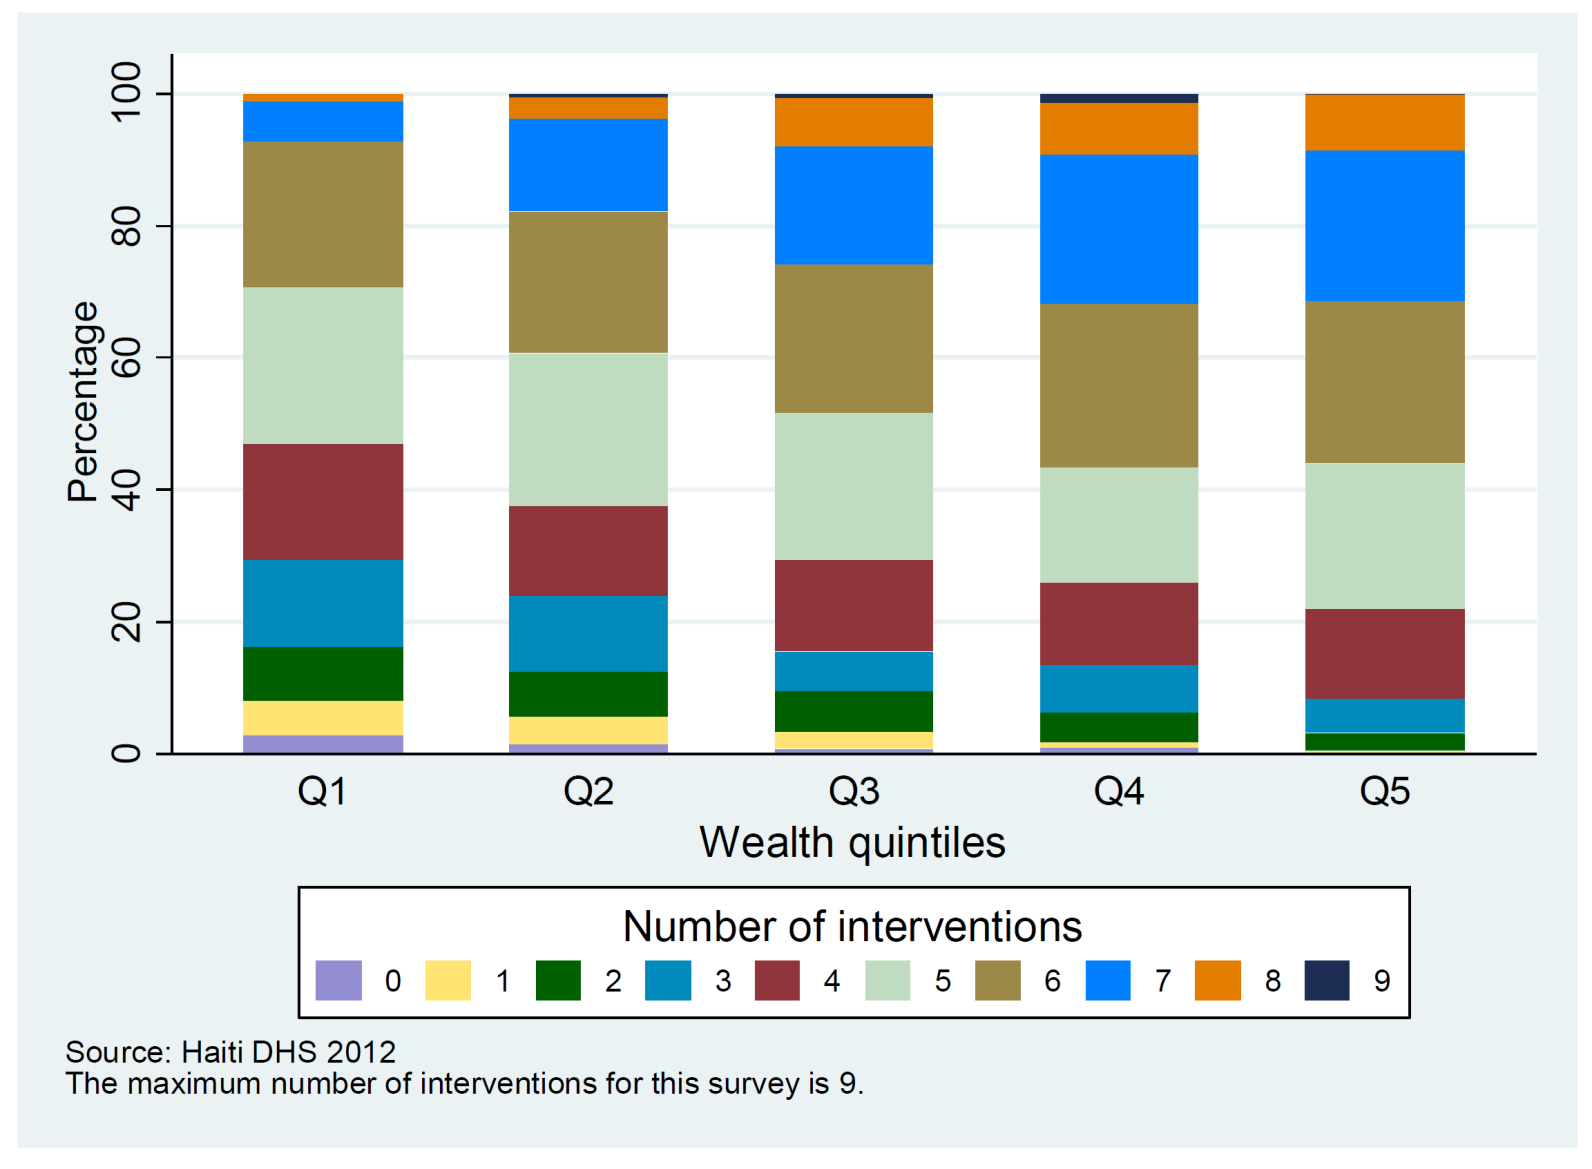 Percentage
100
80
60
40
20
0
Q1 Q2 Q3 Q4 Q5
Wealth quintiles
Number of interventions
0 1 2 3 4 5 6 7 8 9
Source: Haiti DHS 2012
The maximum number of interventions for this survey is 9.